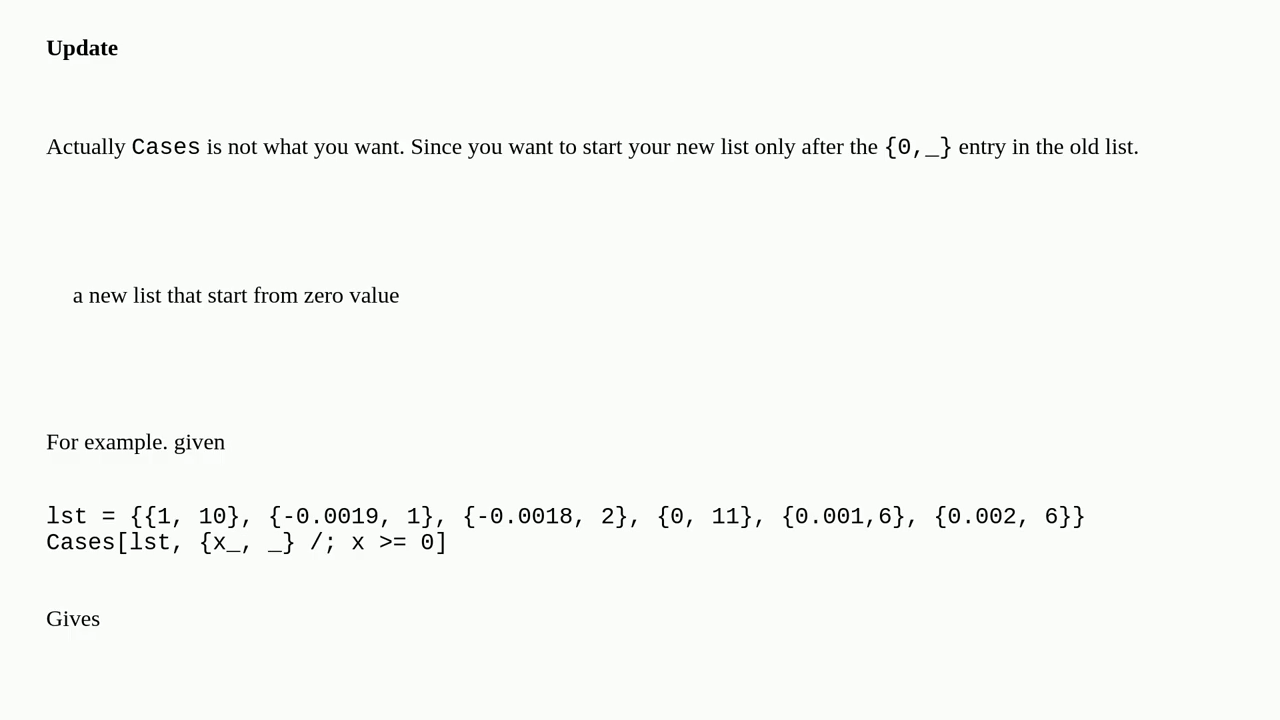 Update
Actually Cases is not what you want. Since you want to start your new list only after the {0,_} entry in the old list.
a new list that start from zero value
For example. given
lst = {{1, 10}, {-0.0019, 1}, {-0.0018, 2}, {0, 11}, {0.001,6}, {0.002, 6}}
Cases[lst, {x_, _} /; x >= 0]
Gives